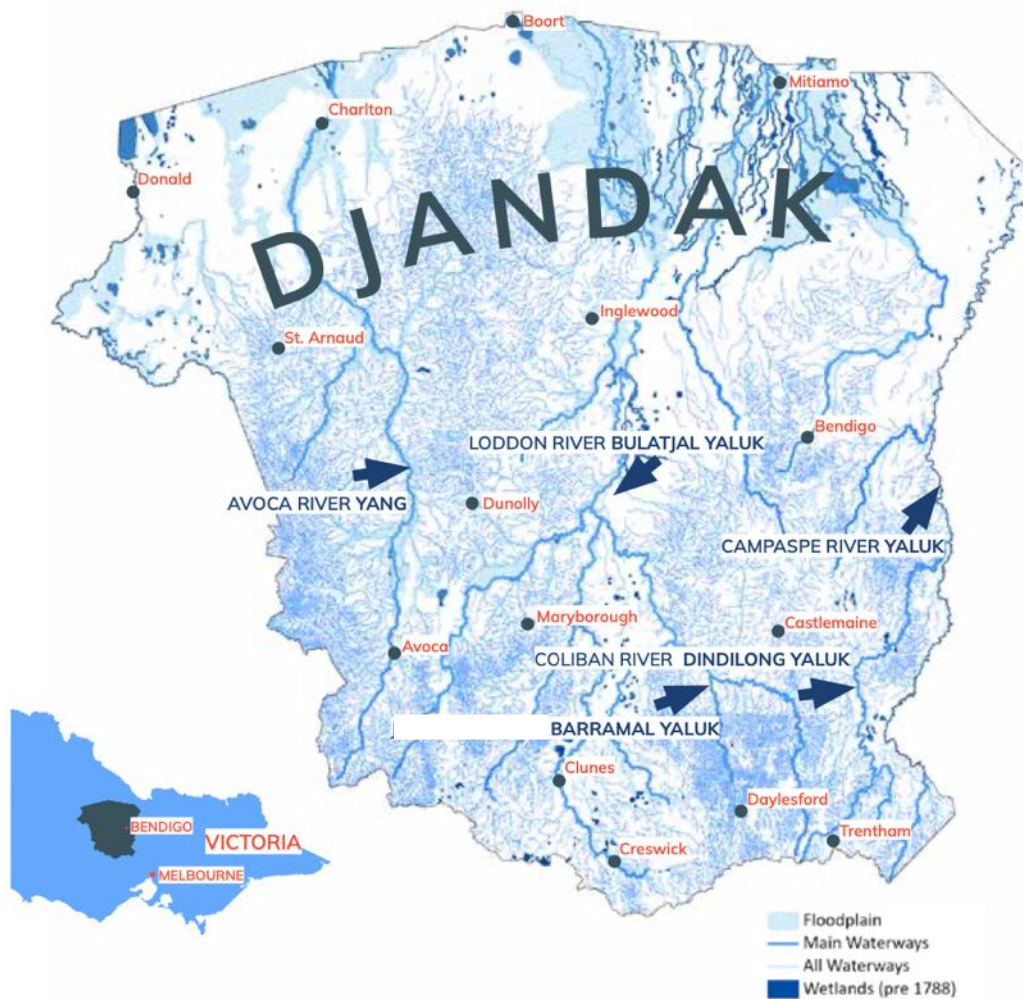 Boort
Mitiamo
Charlton
Donald
DJANDAK
Inglewood
St. Arnaud
Bendigo
LODDON RIVER BULATJAL YALUK
AVOCA RIVER YANG
Dunolly
CAMPASPE RIVER YALUK
Maryborough
Castlemaine
Avoca
COLIBAN RIVER DINDILONG YALUK
BARRAMAL YALUK
Clunes
Daylesford
Trentham
Creswick
BENDIGO
VICTORIA
MELBOURNE
Floodplain
Main Waterways
All Waterways
Wetlands (pre 1788)